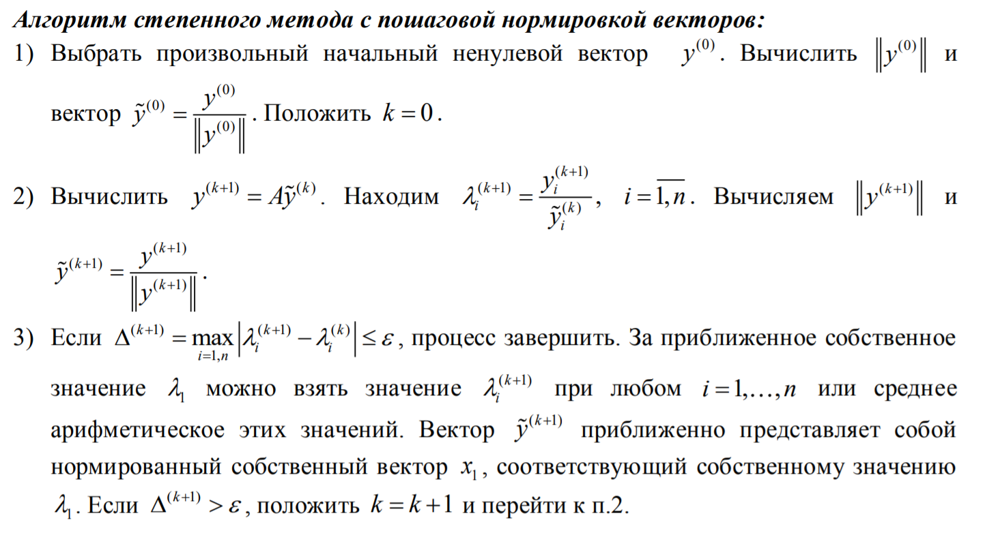 Алгоритм степенного метода с пошаговой нормировкой векторов:
1) Выбрать произвольный начальный ненулевой вектор $y^{(0)}$. Вычислить $\left\|y^{(0)}\right\|$ и
вектор $\tilde{y}^{(0)} = \frac{y^{(0)}}{\left\|y^{(0)}\right\|}$. Положить $k = 0$.
2) Вычислить $y^{(k+1)} = A\tilde{y}^{(k)}$. Находим $\lambda_i^{(k+1)} = \frac{y_i^{(k+1)}}{\tilde{y}_i^{(k)}}$, $i = \overline{1,n}$. Вычисляем $\left\|y^{(k+1)}\right\|$ и
$\tilde{y}^{(k+1)} = \frac{y^{(k+1)}}{\left\|y^{(k+1)}\right\|}$.
3) Если $\Delta^{(k+1)} = \max_{i=1,n}\left|\lambda_i^{(k+1)} - \lambda_i^{(k)}\right| \le \varepsilon$, процесс завершить. За приближенное собственное
значение $\lambda_1$ можно взять значение $\lambda_i^{(k+1)}$ при любом $i = 1,\ldots,n$ или среднее
арифметическое этих значений. Вектор $\tilde{y}^{(k+1)}$ приближенно представляет собой
нормированный собственный вектор $x_1$, соответствующий собственному значению
$\lambda_1$. Если $\Delta^{(k+1)} > \varepsilon$, положить $k = k+1$ и перейти к п.2.